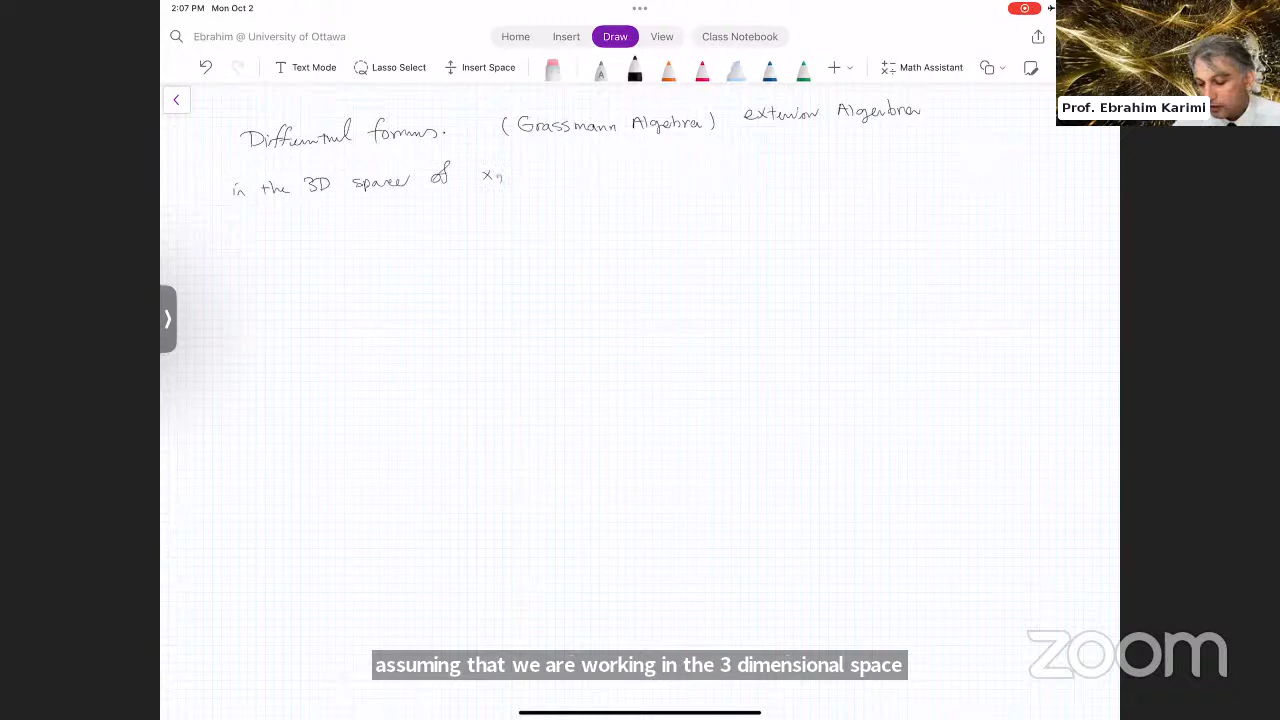 2:07 PM Mon Oct 2
Ebrahim @ University of Ottawa
Home Insert Draw View Class Notebook
Text Mode Lasso Select Insert Space Math Assistant
Prof. Ebrahim Karimi
Differential forms. (Grassmann Algebra) exterior Algebra
in the 3D space of x,
assuming that we are working in the 3 dimensional space
zoom